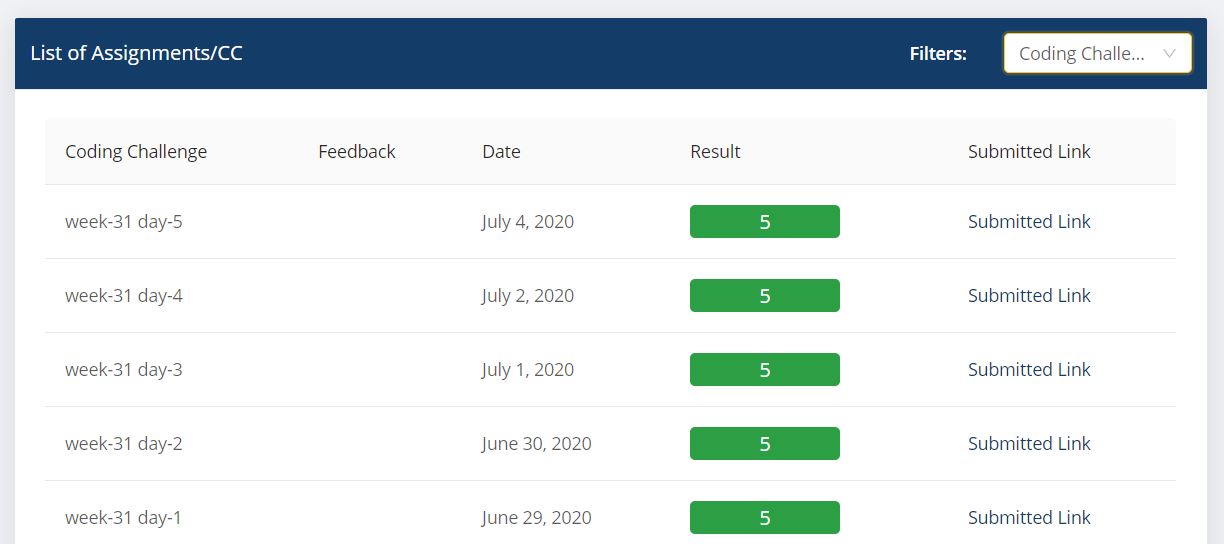 List of Assignments/CC Filters: Coding Challe...
Coding Challenge Feedback Date Result Submitted Link
week-31 day-5 July 4, 2020 5 Submitted Link
week-31 day-4 July 2, 2020 5 Submitted Link
week-31 day-3 July 1, 2020 5 Submitted Link
week-31 day-2 June 30, 2020 5 Submitted Link
week-31 day-1 June 29, 2020 5 Submitted Link